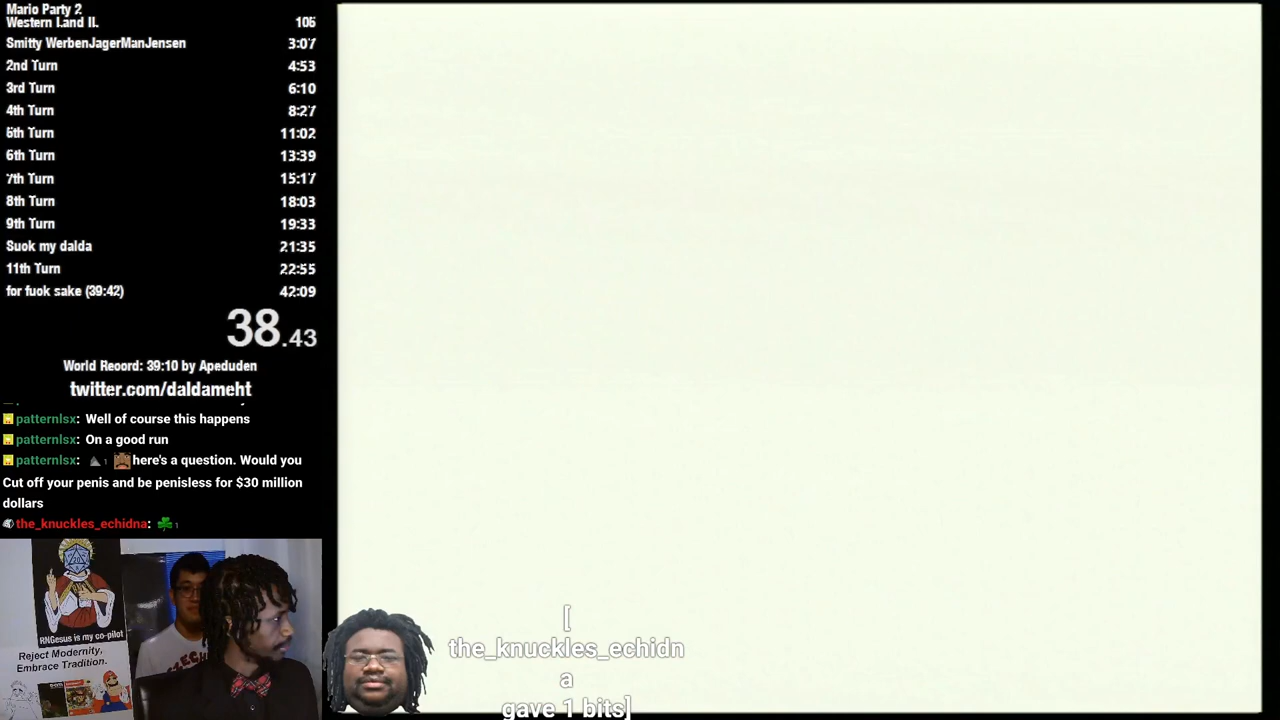 Mario Party 2
Western Land II. 106
Smitty WerbenJagerManJensen 3:07
2nd Turn 4:53
3rd Turn 6:10
4th Turn 8:27
5th Turn 11:02
6th Turn 13:39
7th Turn 15:17
8th Turn 18:03
9th Turn 19:33
Suok my dalda 21:35
11th Turn 22:55
for fuok sake (39:42) 42:09
38.43
World Reoord: 39:10 by Apeduden
twitter.com/daldameht
patternlsx: Well of course this happens
patternlsx: On a good run
patternlsx: 1 here's a question. Would you
Cut off your penis and be penisless for $30 million
dollars
the_knuckles_echidna: 1
RNGesus is my co-pilot
Reject Modernity,
Embrace Tradition.
[
the_knuckles_echidn
a
gave 1 bits]